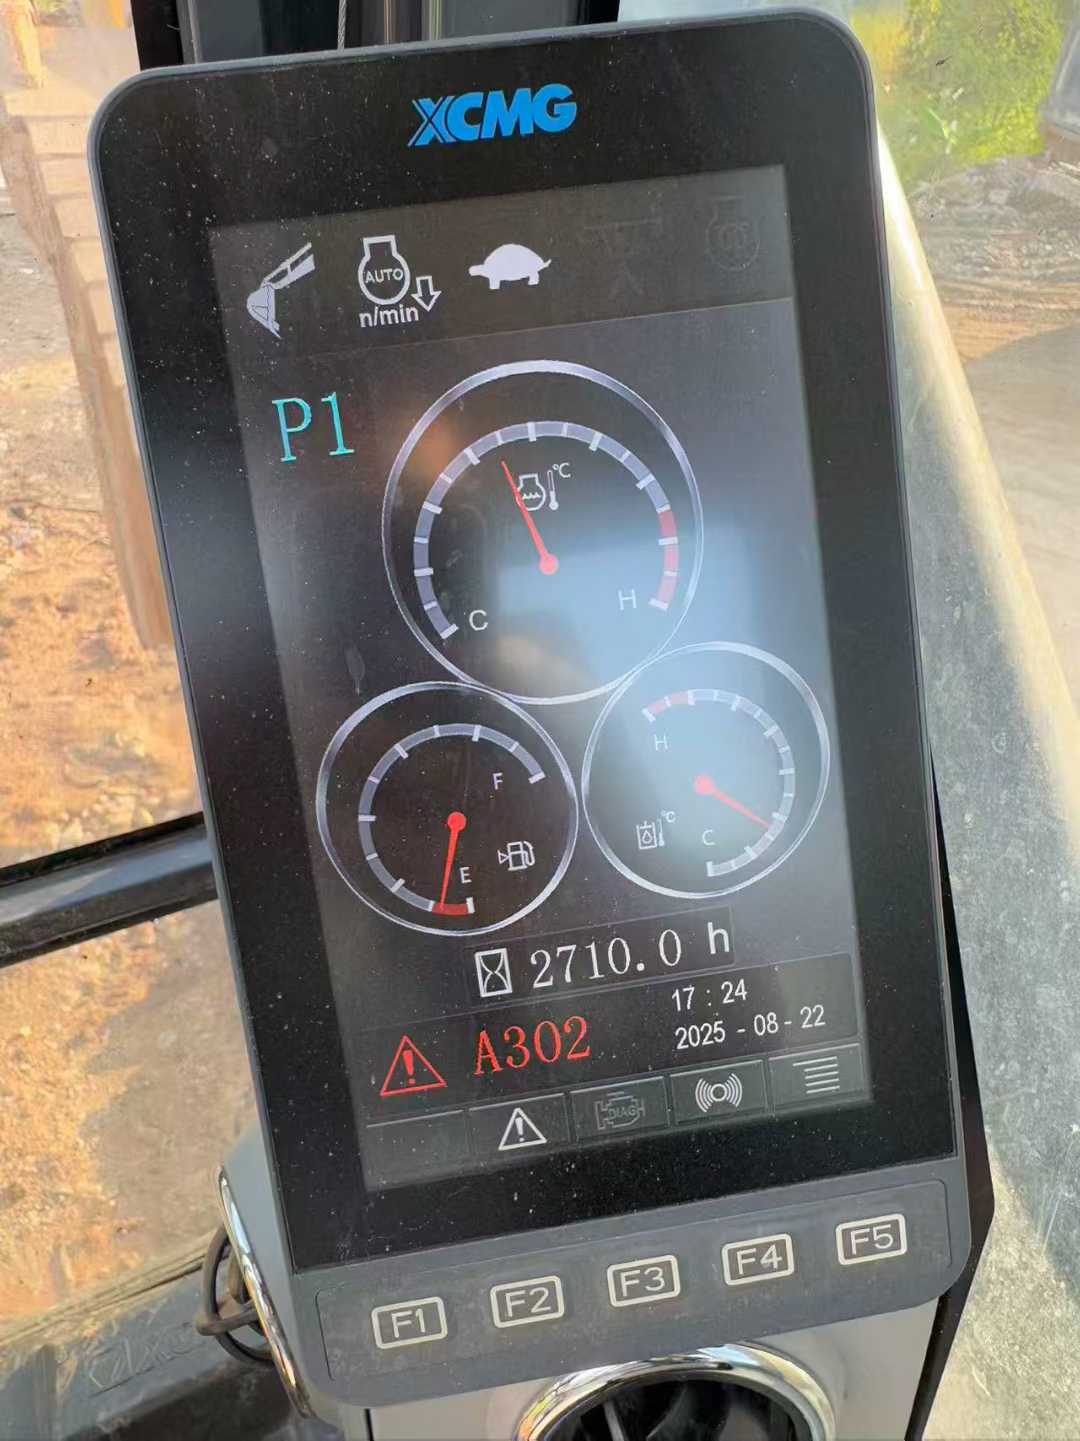 XCMG
AUTO
n/min
P1
°C
C
H
F
E
H
°C
C
2710.0 h
A302
17 : 24
2025 - 08 - 22
DIAG
F1
F2
F3
F4
F5